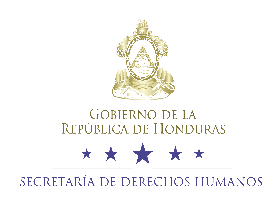 GOBIERNO DE LA
REPÚBLICA DE HONDURAS
SECRETARÍA DE DERECHOS HUMANOS